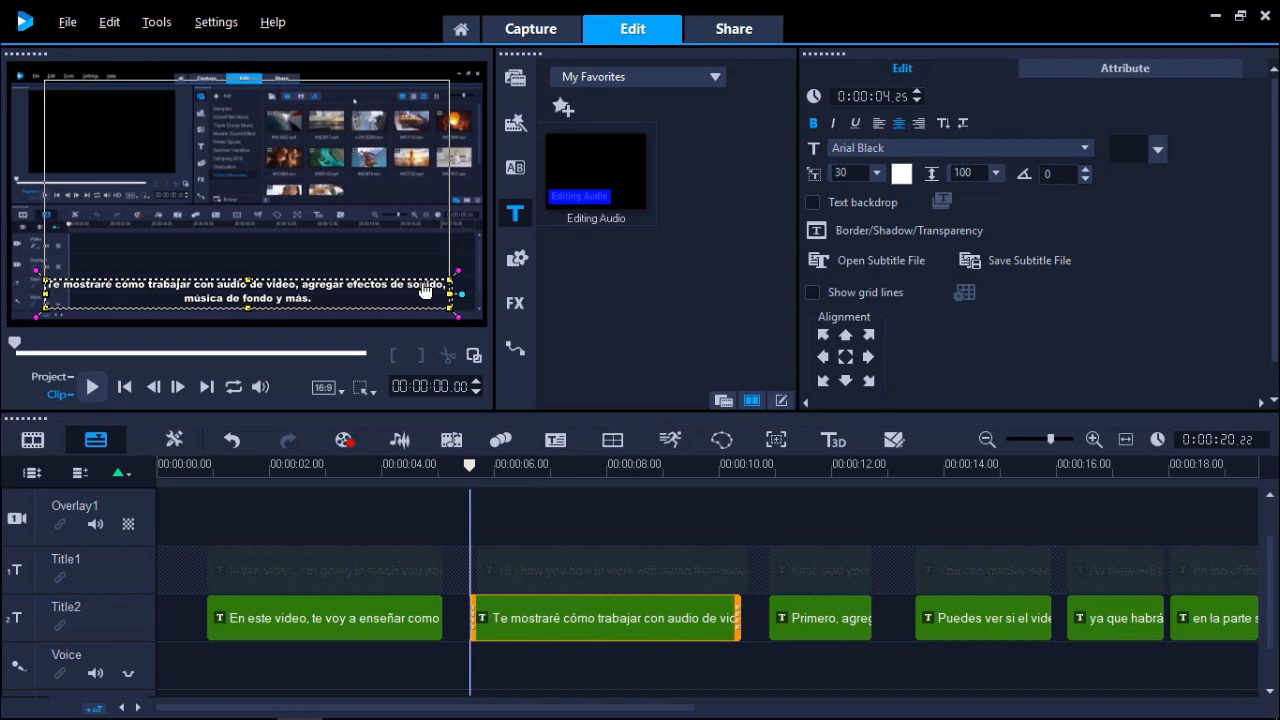 File Edit Tools Settings Help
Capture Edit Share
Te mostraré cómo trabajar con audio de video, agregar efectos de sonido,
música de fondo y más.
Project
Clip
16:9
00:00:00.00
My Favorites
Editing Audio
Editing Audio
Edit Attribute
0:00:04.25
B I U
Arial Black
30 100 0
Text backdrop
Border/Shadow/Transparency
Open Subtitle File Save Subtitle File
Show grid lines
Alignment
AB
T
FX
T3D
0:00:20.22
00:00:00.00 00:00:02.00 00:00:04.00 00:00:06.00 00:00:08.00 00:00:10.00 00:00:12.00 00:00:14.00 00:00:16.00 00:00:18.00
Overlay1
Title1
In this video, I'm going to teach you I'll show you how to work with audio from video First, add your You can quickly see As there will on top of the
Title2
En este video, te voy a enseñar como Te mostraré cómo trabajar con audio de vid Primero, agreg Puedes ver si el vide ya que habrá en la parte s
Voice